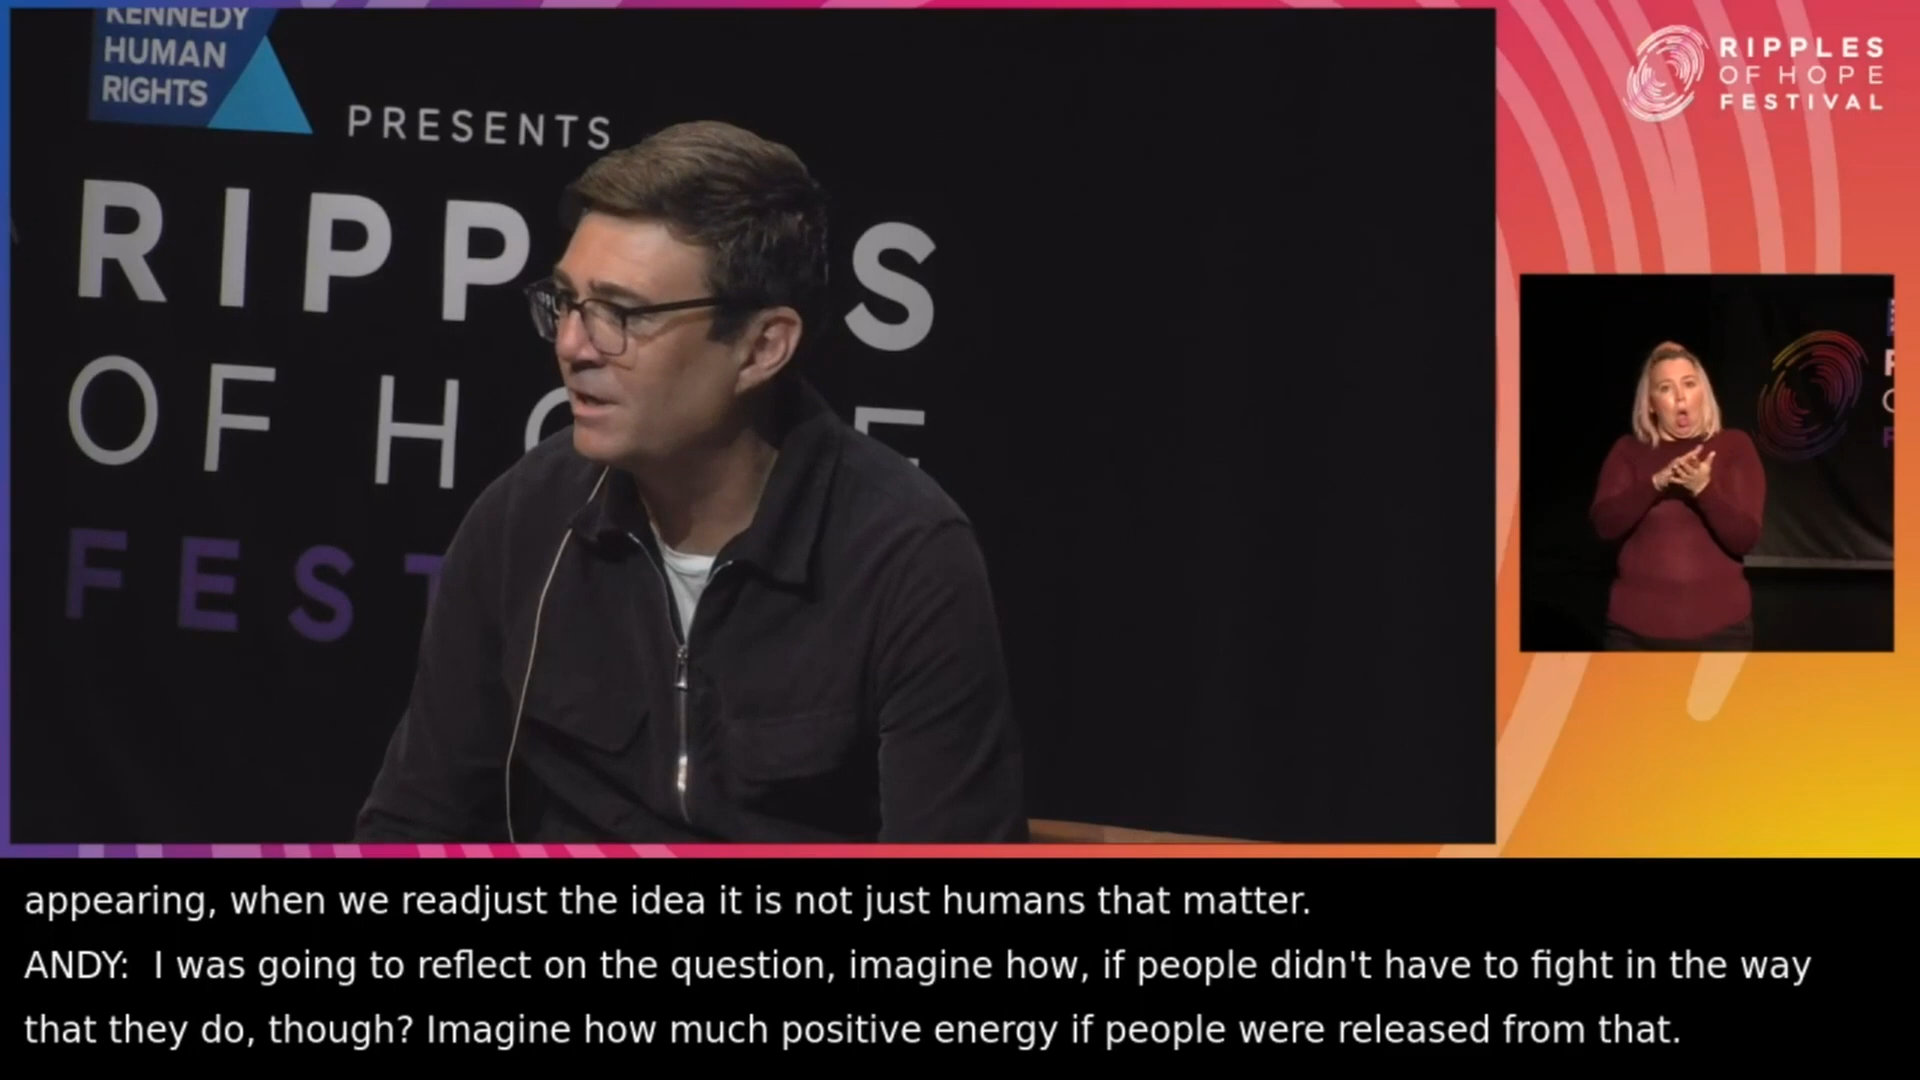 KENNEDY
HUMAN
RIGHTS
PRESENTS
RIPP S
OF H E
FEST
RIPPLES
OF HOPE
FESTIVAL
appearing, when we readjust the idea it is not just humans that matter.
ANDY:  I was going to reflect on the question, imagine how, if people didn't have to fight in the way
that they do, though? Imagine how much positive energy if people were released from that.